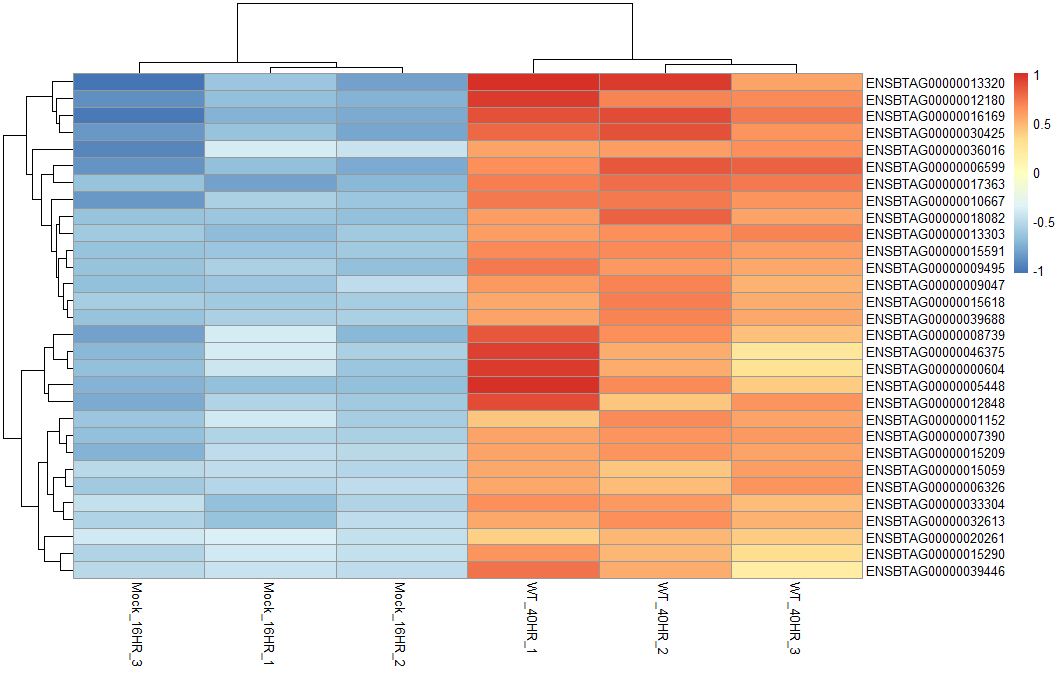 ENSBTAG00000013320
ENSBTAG00000012180
ENSBTAG00000016169
ENSBTAG00000030425
ENSBTAG00000036016
ENSBTAG00000006599
ENSBTAG00000017363
ENSBTAG00000010667
ENSBTAG00000018082
ENSBTAG00000013303
ENSBTAG00000015591
ENSBTAG00000009495
ENSBTAG00000009047
ENSBTAG00000015618
ENSBTAG00000039688
ENSBTAG00000008739
ENSBTAG00000046375
ENSBTAG00000000604
ENSBTAG00000005448
ENSBTAG00000012848
ENSBTAG00000001152
ENSBTAG00000007390
ENSBTAG00000015209
ENSBTAG00000015059
ENSBTAG00000006326
ENSBTAG00000033304
ENSBTAG00000032613
ENSBTAG00000020261
ENSBTAG00000015290
ENSBTAG00000039446
1
0.5
0
-0.5
-1
Mock_16HR_3
Mock_16HR_1
Mock_16HR_2
WT_40HR_1
WT_40HR_2
WT_40HR_3